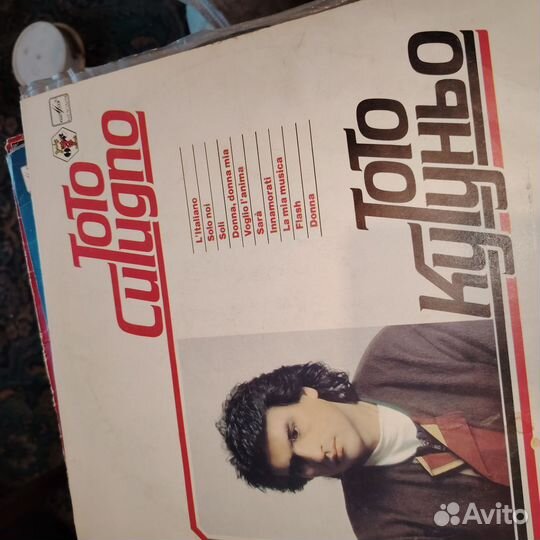 Toto
Cutugno
Тото
Кутуньо
L'Italiano
Solo noi
Soli
Donna, donna mia
Voglio l'anima
Sarà
Innamorati
La mia musica
Flash
Donna
Avito